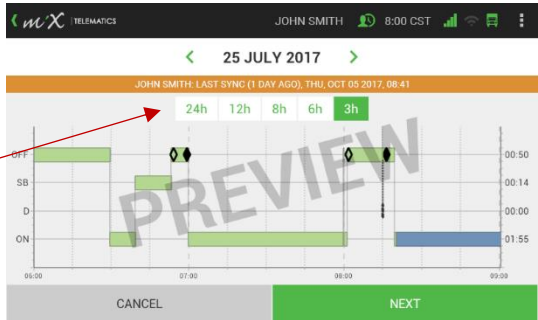 MiX TELEMATICS JOHN SMITH 8:00 CST
25 JULY 2017
JOHN SMITH: LAST SYNC (1 DAY AGO), THU, OCT 05 2017, 08:41
24h 12h 8h 6h 3h
OFF 00:50
SB 00:14
D 00:00
ON 01:55
PREVIEW
06:00 07:00 08:00 09:00
CANCEL NEXT